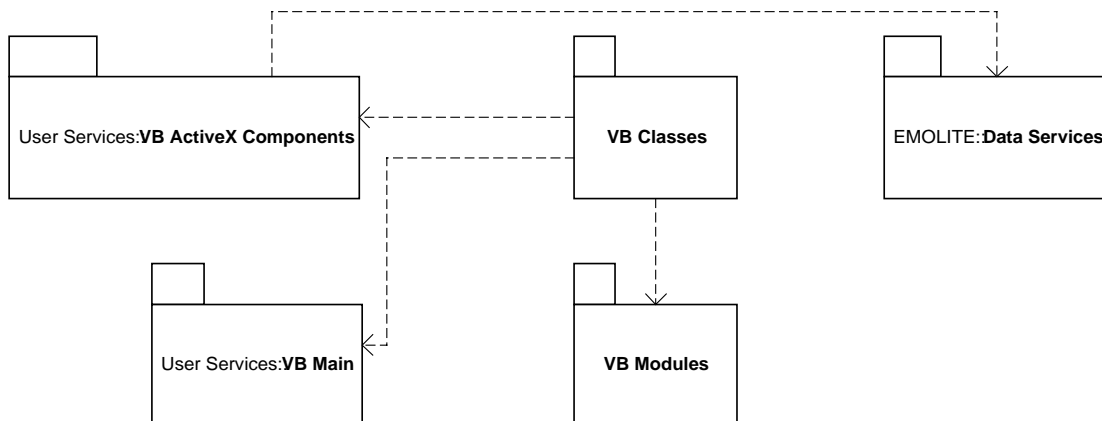 User Services::VB ActiveX Components
VB Classes
EMOLITE::Data Services
User Services::VB Main
VB Modules